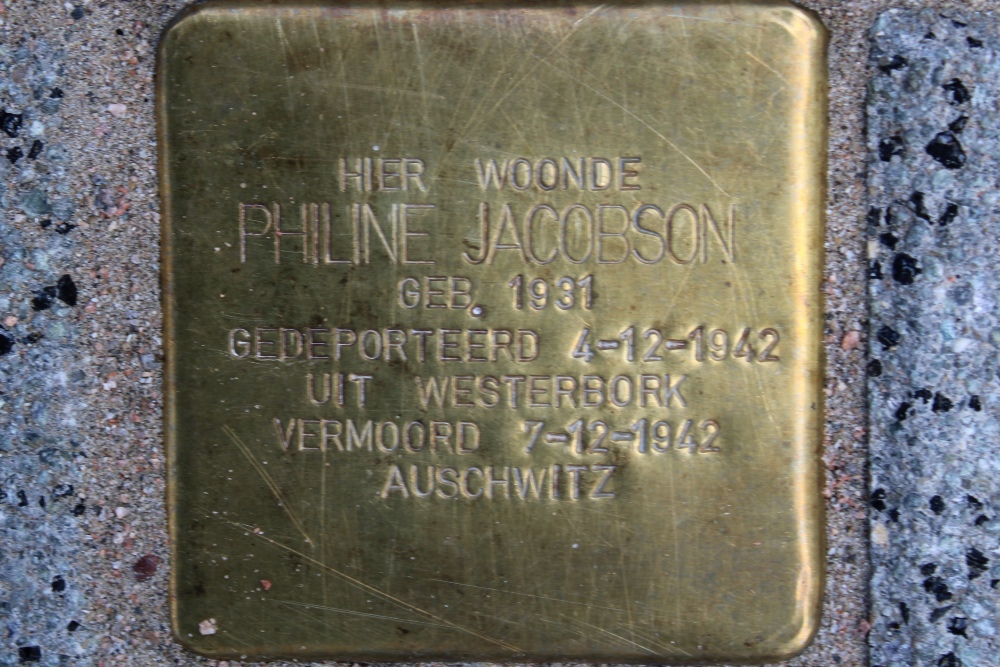 HIER WOONDE
PHILINE JACOBSON
GEB. 1931
GEDEPORTEERD 4-12-1942
UIT WESTERBORK
VERMOORD 7-12-1942
AUSCHWITZ